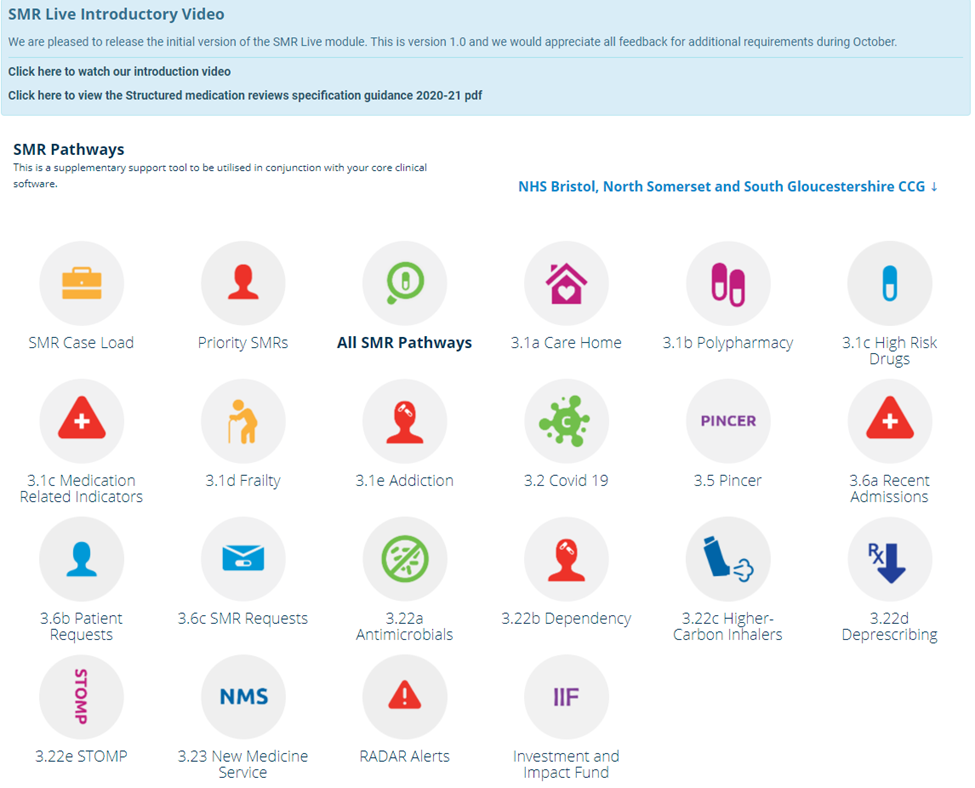 SMR Live Introductory Video
We are pleased to release the initial version of the SMR Live module. This is version 1.0 and we would appreciate all feedback for additional requirements during October.
Click here to watch our introduction video
Click here to view the Structured medication reviews specification guidance 2020-21 pdf
SMR Pathways
This is a supplementary support tool to be utilised in conjunction with your core clinical
software.
NHS Bristol, North Somerset and South Gloucestershire CCG ↓
SMR Case Load
Priority SMRs
All SMR Pathways
3.1a Care Home
3.1b Polypharmacy
3.1c High Risk
Drugs
C
PINCER
3.1c Medication
Related Indicators
3.1d Frailty
3.1e Addiction
3.2 Covid 19
3.5 Pincer
3.6a Recent
Admissions
Rx
3.6b Patient
Requests
3.6c SMR Requests
3.22a
Antimicrobials
3.22b Dependency
3.22c Higher-
Carbon Inhalers
3.22d
Deprescribing
STOMP
NMS
IIF
3.22e STOMP
3.23 New Medicine
Service
RADAR Alerts
Investment and
Impact Fund